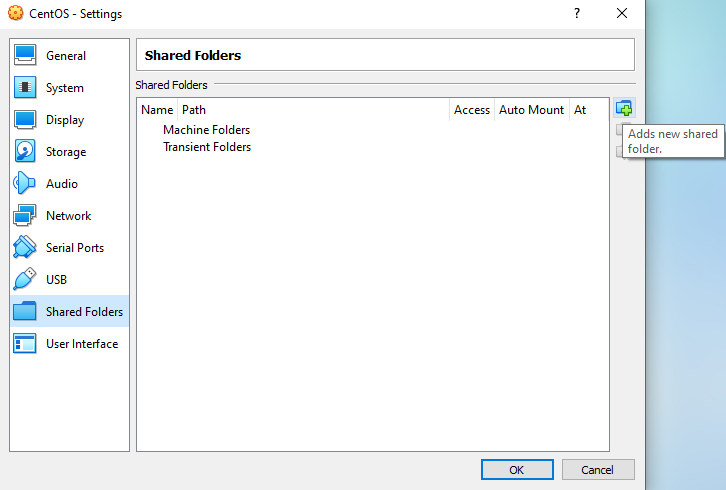 CentOS - Settings
?
General
System
Display
Storage
Audio
Network
Serial Ports
USB
Shared Folders
User Interface
Shared Folders
Shared Folders
Name Path Access Auto Mount At
Machine Folders
Transient Folders
Adds new shared
folder.
OK Cancel